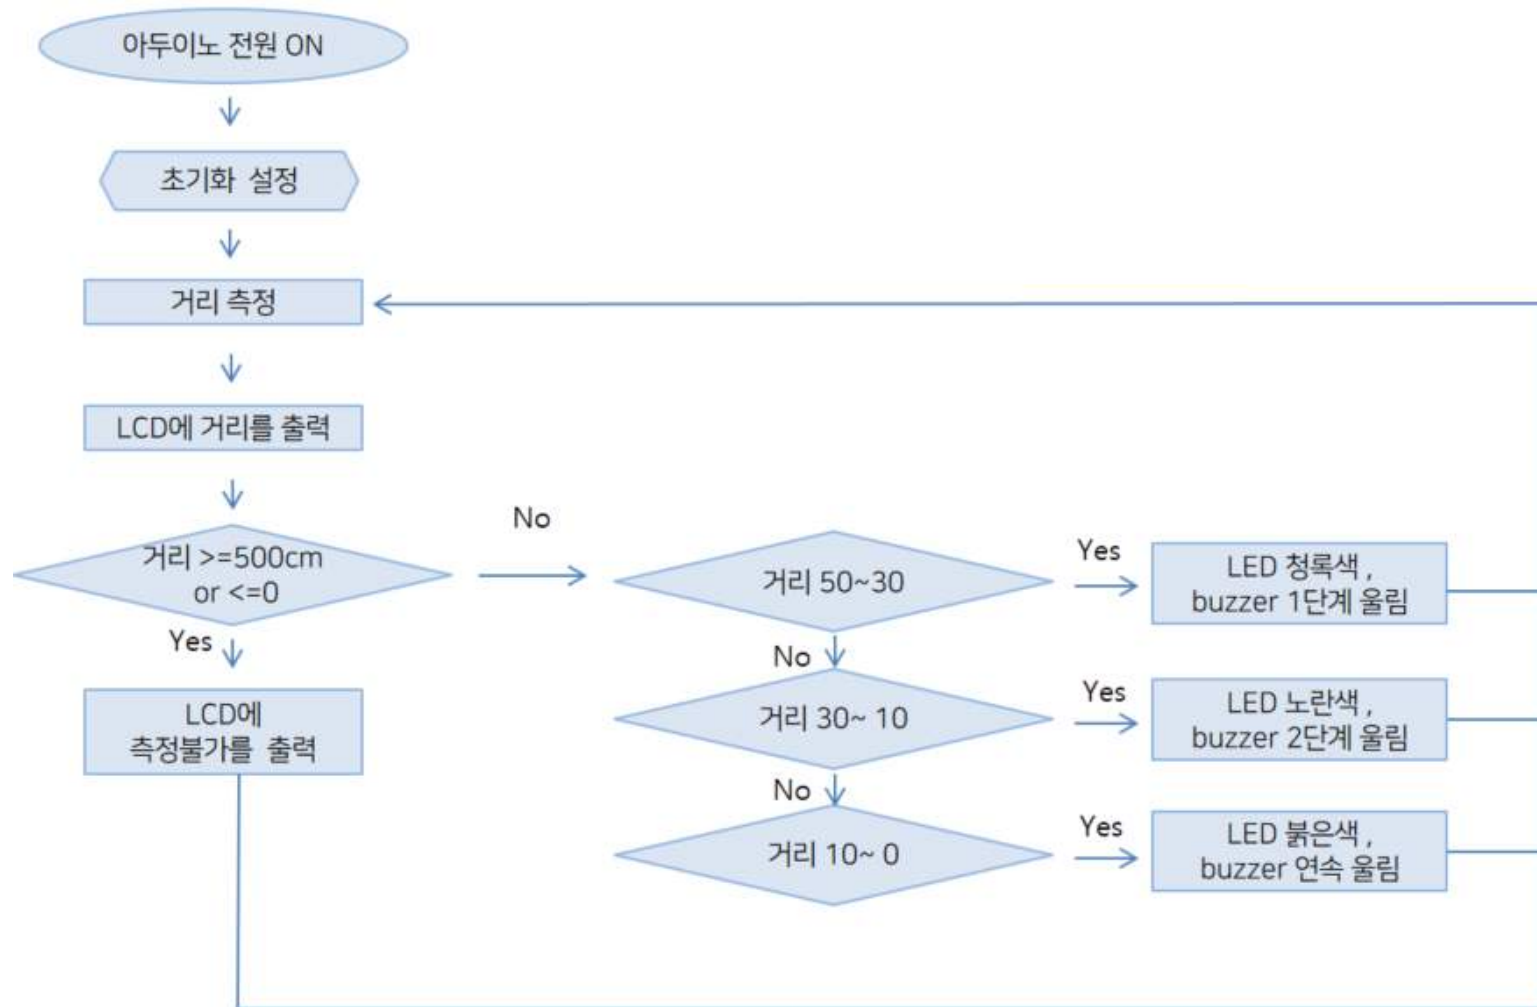 아두이노 전원 ON
초기화 설정
거리 측정
LCD에 거리를 출력
거리 >=500cm
or <=0
No
Yes
LCD에
측정불가를 출력
거리 50~30
Yes
LED 청록색 ,
buzzer 1단계 울림
No
거리 30~ 10
Yes
LED 노란색 ,
buzzer 2단계 울림
No
거리 10~ 0
Yes
LED 붉은색 ,
buzzer 연속 울림